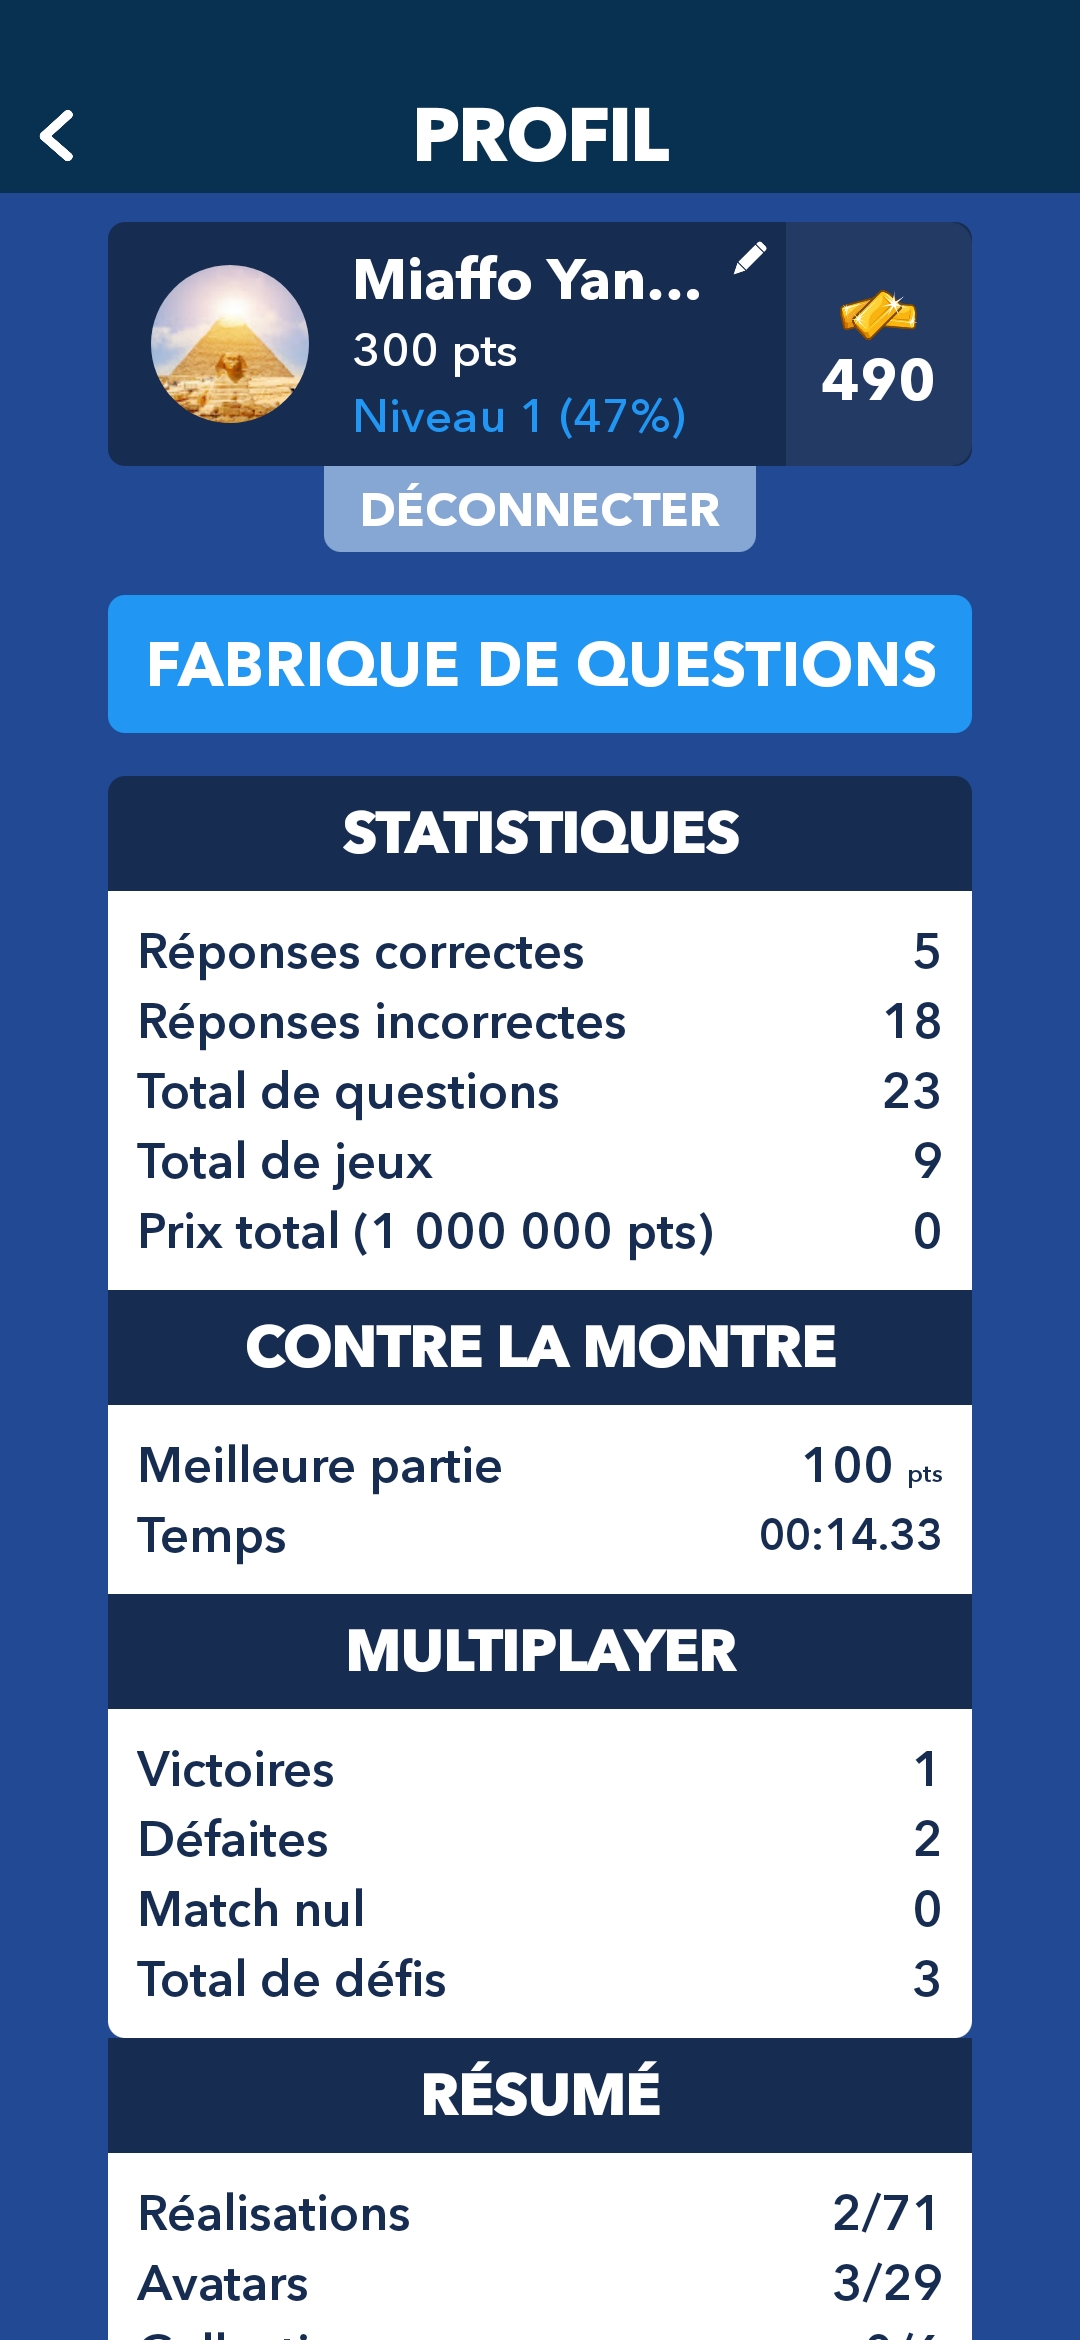 PROFIL
Miaffo Yan...
300 pts
Niveau 1 (47%)
490
DÉCONNECTER
FABRIQUE DE QUESTIONS
STATISTIQUES
Réponses correctes 5
Réponses incorrectes 18
Total de questions 23
Total de jeux 9
Prix total (1 000 000 pts) 0
CONTRE LA MONTRE
Meilleure partie 100 pts
Temps 00:14.33
MULTIPLAYER
Victoires 1
Défaites 2
Match nul 0
Total de défis 3
RÉSUMÉ
Réalisations 2/71
Avatars 3/29